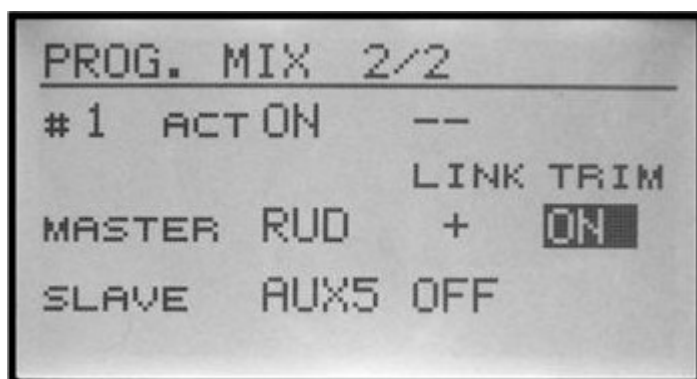 PROG. MIX 2/2
#1 ACT ON --
LINK TRIM
MASTER RUD + ON
SLAVE AUX5 OFF